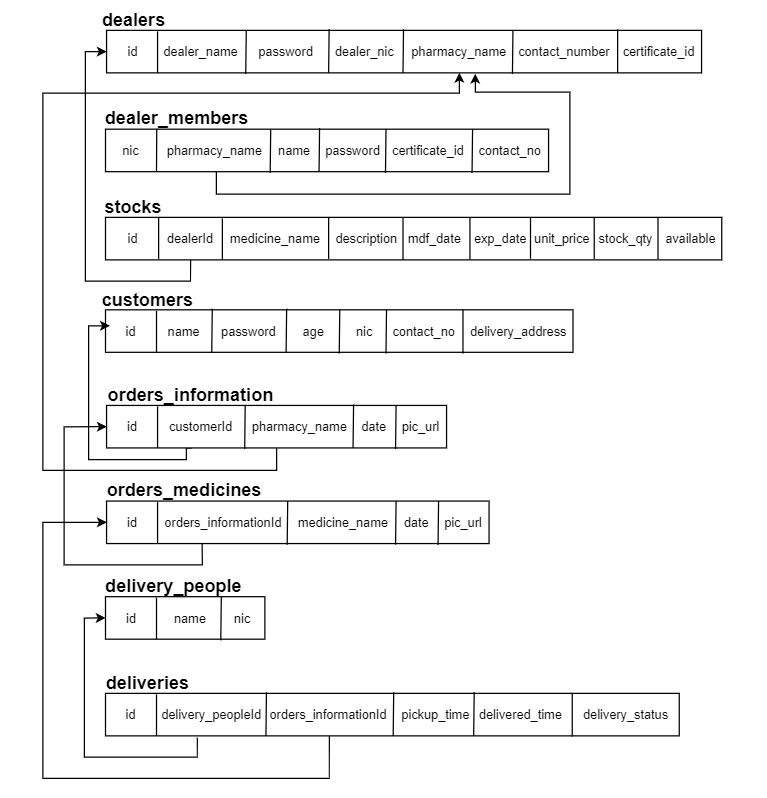 dealers
id dealer_name password dealer_nic pharmacy_name contact_number certificate_id
dealer_members
nic pharmacy_name name password certificate_id contact_no
stocks
id dealerId medicine_name description mdf_date exp_date unit_price stock_qty available
customers
id name password age nic contact_no delivery_address
orders_information
id customerId pharmacy_name date pic_url
orders_medicines
id orders_informationId medicine_name date pic_url
delivery_people
id name nic
deliveries
id delivery_peopleId orders_informationId pickup_time delivered_time delivery_status